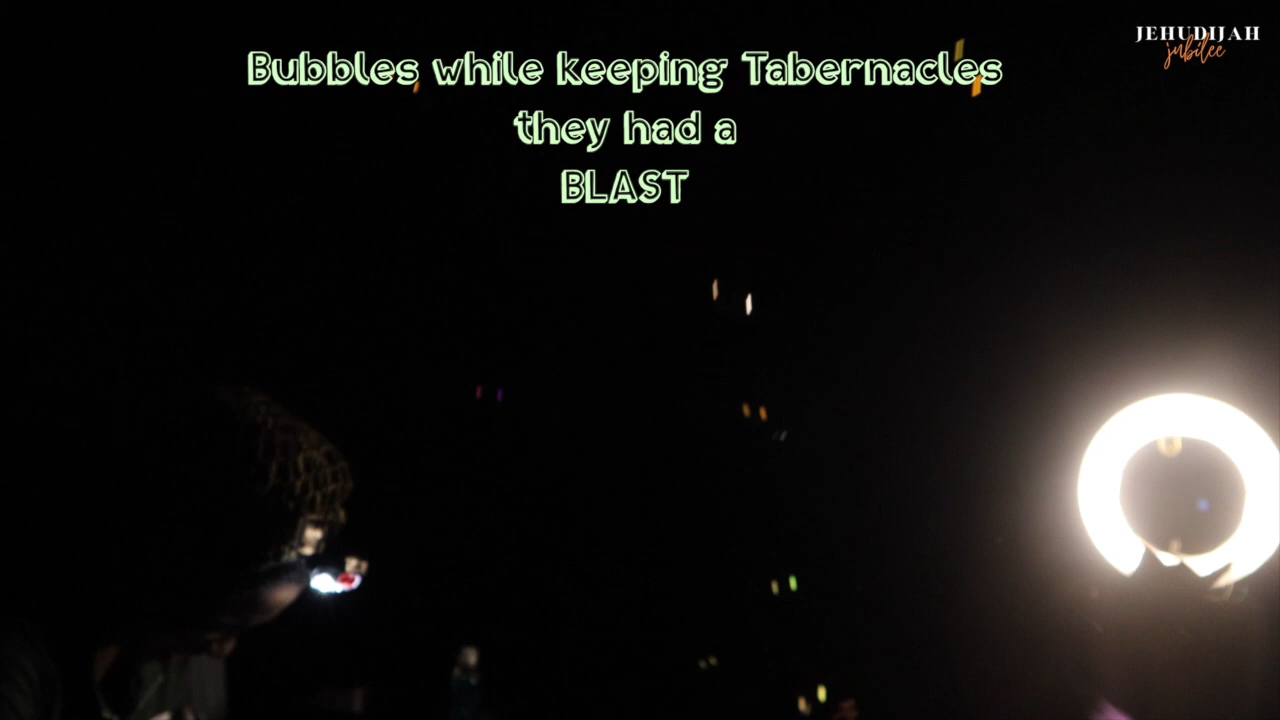 JEHUDIJAH
jubilee
Bubbles while keeping Tabernacles
they had a
BLAST